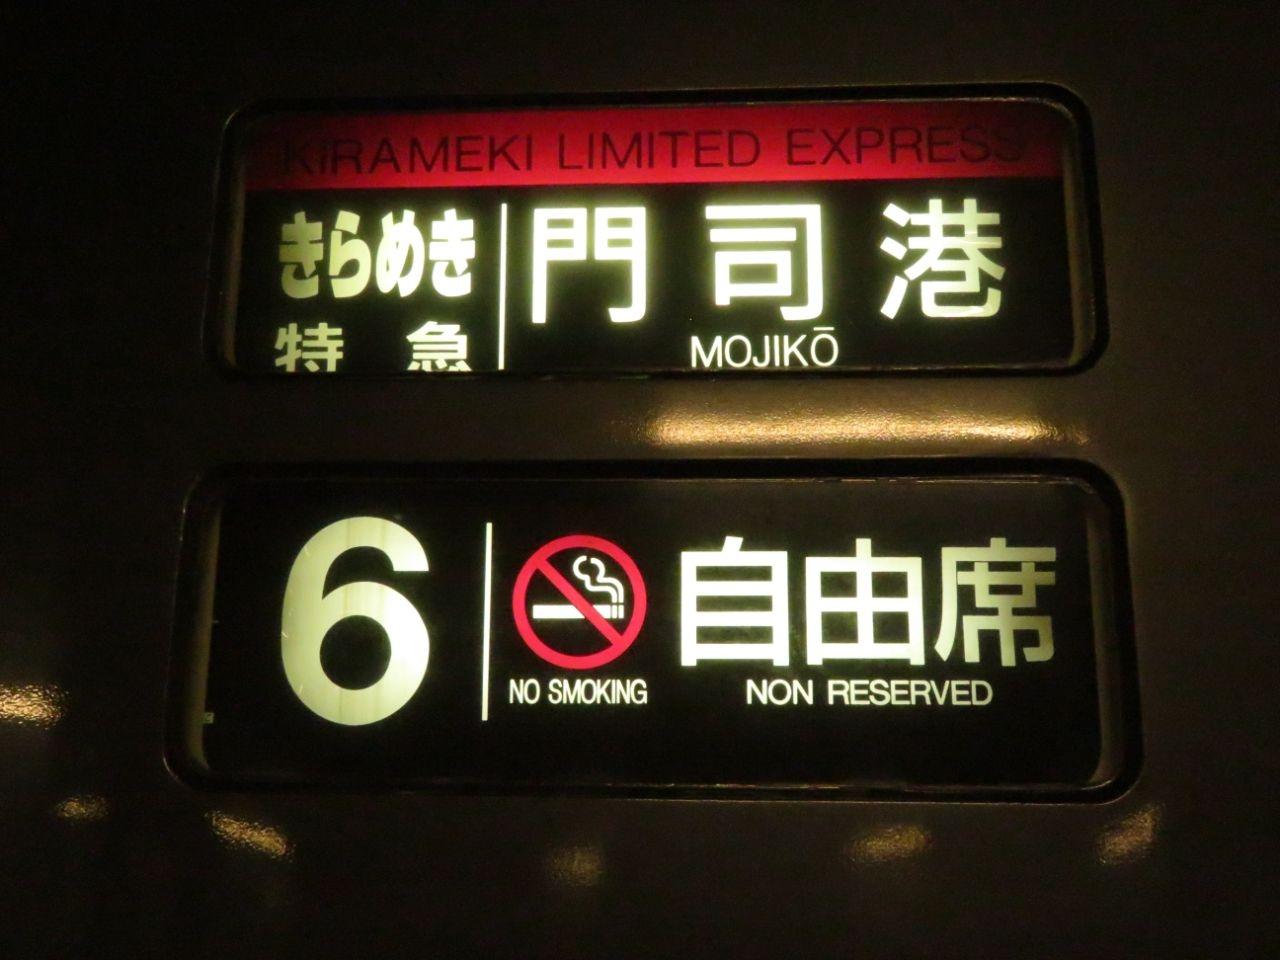 KiRAMEKI LIMITED EXPRESS
きらめき 門司港
特急 MOJIKŌ
6 自由席
NO SMOKING NON RESERVED